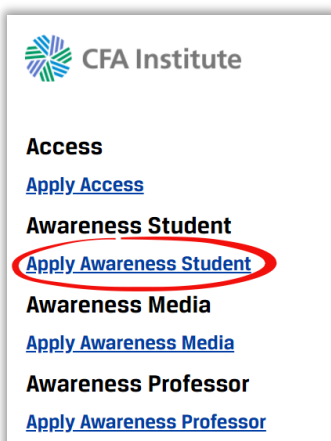 CFA Institute
Access
Apply Access
Awareness Student
Apply Awareness Student
Awareness Media
Apply Awareness Media
Awareness Professor
Apply Awareness Professor